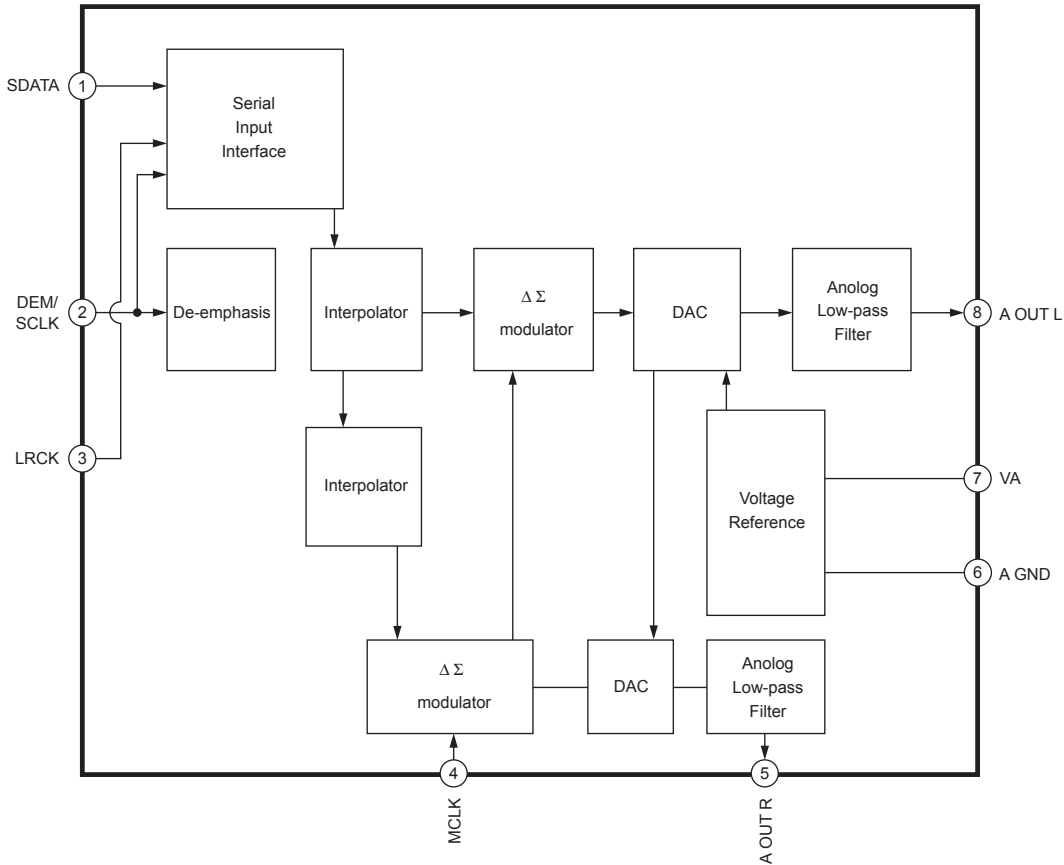 SDATA
1
Serial
Input
Interface
DEM/
SCLK
2
De-emphasis
Interpolator
Δ Σ
modulator
DAC
Anolog
Low-pass
Filter
8
A OUT L
LRCK
3
Interpolator
Voltage
Reference
7
VA
6
A GND
Δ Σ
modulator
DAC
Anolog
Low-pass
Filter
4
MCLK
5
A OUT R